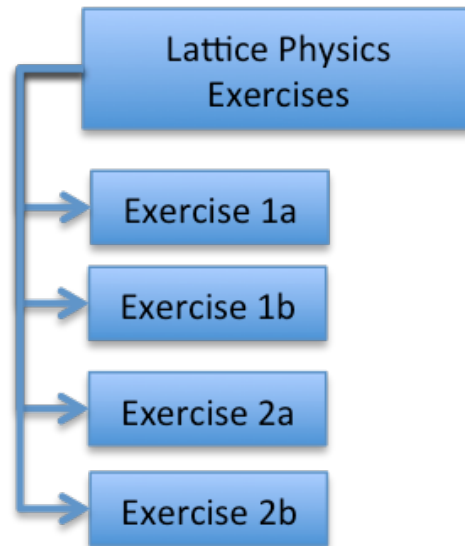 Lattice Physics
Exercises
Exercise 1a
Exercise 1b
Exercise 2a
Exercise 2b